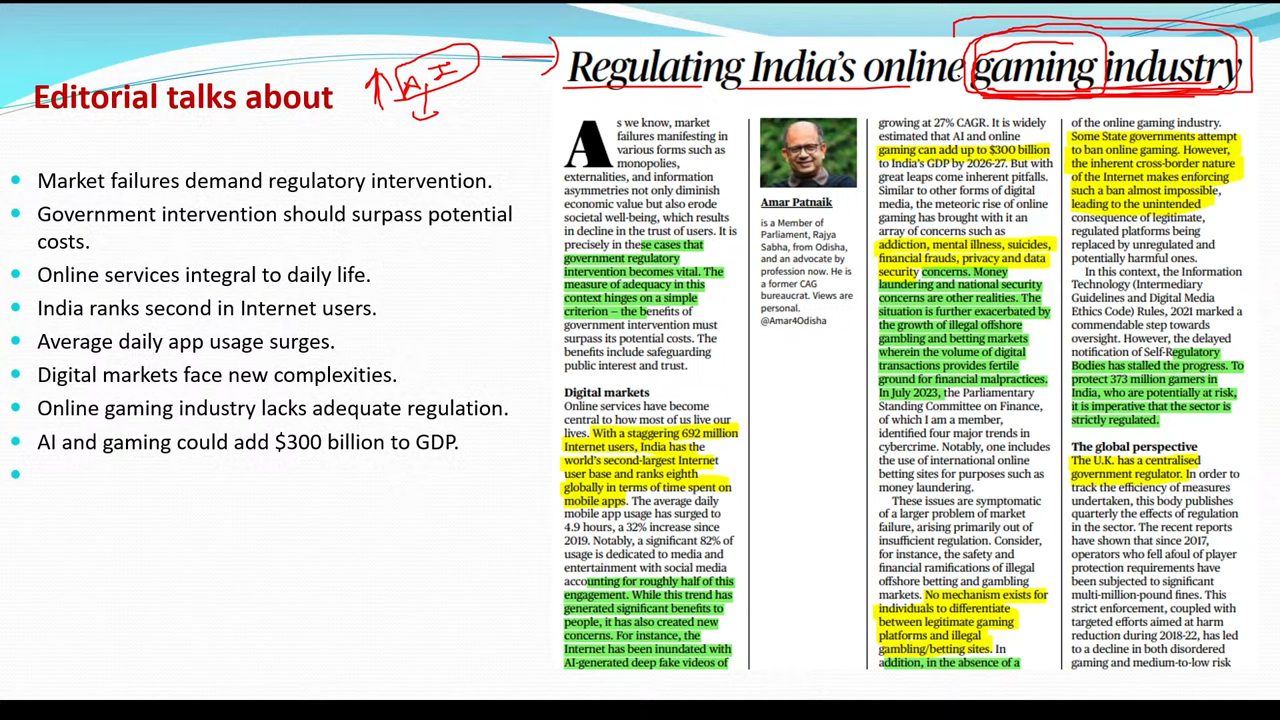 Editorial talks about
AI
Market failures demand regulatory intervention.
Government intervention should surpass potential
costs.
Online services integral to daily life.
India ranks second in Internet users.
Average daily app usage surges.
Digital markets face new complexities.
Online gaming industry lacks adequate regulation.
AI and gaming could add $300 billion to GDP.
Regulating India's online gaming industry
As we know, market
failures manifesting in
various forms such as
monopolies,
externalities, and information
asymmetries not only diminish
economic value but also erode
societal well-being, which results
in decline in the trust of users. It is
precisely in these cases that
government regulatory
intervention becomes vital. The
measure of adequacy in this
context hinges on a simple
criterion – the benefits of
government intervention must
surpass its potential costs. The
benefits include safeguarding
public interest and trust.
Digital markets
Online services have become
central to how most of us live our
lives. With a staggering 692 million
Internet users, India has the
world's second-largest Internet
user base and ranks eighth
globally in terms of time spent on
mobile apps. The average daily
mobile app usage has surged to
4.9 hours, a 32% increase since
2019. Notably, a significant 82% of
usage is dedicated to media and
entertainment with social media
accounting for roughly half of this
engagement. While this trend has
generated significant benefits to
people, it has also created new
concerns. For instance, the
Internet has been inundated with
AI-generated deep fake videos of
Amar Patnaik
is a Member of
Parliament, Rajya
Sabha, from Odisha,
and an advocate by
profession now. He is
a former CAG
bureaucrat. Views are
personal.
@Amar4Odisha
growing at 27% CAGR. It is widely
estimated that AI and online
gaming can add up to $300 billion
to India's GDP by 2026-27. But with
great leaps come inherent pitfalls.
Similar to other forms of digital
media, the meteoric rise of online
gaming has brought with it an
array of concerns such as
addiction, mental illness, suicides,
financial frauds, privacy and data
security concerns. Money
laundering and national security
concerns are other realities. The
situation is further exacerbated by
the growth of illegal offshore
gambling and betting markets
wherein the volume of digital
transactions provides fertile
ground for financial malpractices.
In July 2023, the Parliamentary
Standing Committee on Finance,
of which I am a member,
identified four major trends in
cybercrime. Notably, one includes
the use of international online
betting sites for purposes such as
money laundering.
These issues are symptomatic
of a larger problem of market
failure, arising primarily out of
insufficient regulation. Consider,
for instance, the safety and
financial ramifications of illegal
offshore betting and gambling
markets. No mechanism exists for
individuals to differentiate
between legitimate gaming
platforms and illegal
gambling/betting sites. In
addition, in the absence of a
of the online gaming industry.
Some State governments attempt
to ban online gaming. However,
the inherent cross-border nature
of the Internet makes enforcing
such a ban almost impossible,
leading to the unintended
consequence of legitimate,
regulated platforms being
replaced by unregulated and
potentially harmful ones.
In this context, the Information
Technology (Intermediary
Guidelines and Digital Media
Ethics Code) Rules, 2021 marked a
commendable step towards
oversight. However, the delayed
notification of Self-Regulatory
Bodies has stalled the progress. To
protect 373 million gamers in
India, who are potentially at risk,
it is imperative that the sector is
strictly regulated.
The global perspective
The U.K. has a centralised
government regulator. In order to
track the efficiency of measures
undertaken, this body publishes
quarterly the effects of regulation
in the sector. The recent reports
have shown that since 2017,
operators who fell afoul of player
protection requirements have
been subjected to significant
multi-million-pound fines. This
strict enforcement, coupled with
targeted efforts aimed at harm
reduction during 2018-22, has led
to a decline in both disordered
gaming and medium-to-low risk